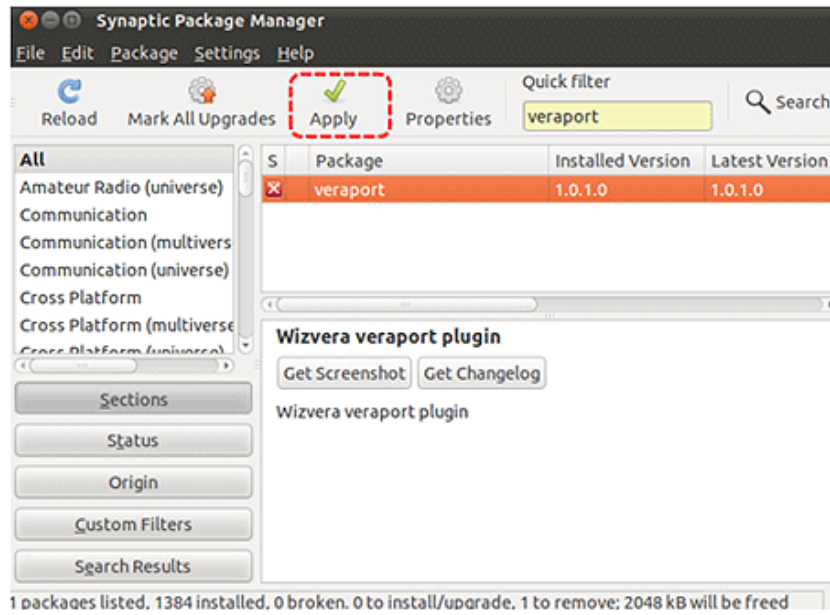 Synaptic Package Manager
File Edit Package Settings Help
Reload Mark All Upgrades Apply Properties Quick filter Search
veraport
All
Amateur Radio (universe)
Communication
Communication (multivers
Communication (universe)
Cross Platform
Cross Platform (multiverse
Cross Platform (universe)
S Package Installed Version Latest Version
veraport 1.0.1.0 1.0.1.0
Wizvera veraport plugin
Get Screenshot Get Changelog
Wizvera veraport plugin
Sections
Status
Origin
Custom Filters
Search Results
1 packages listed, 1384 installed, 0 broken. 0 to install/upgrade, 1 to remove; 2048 kB will be freed